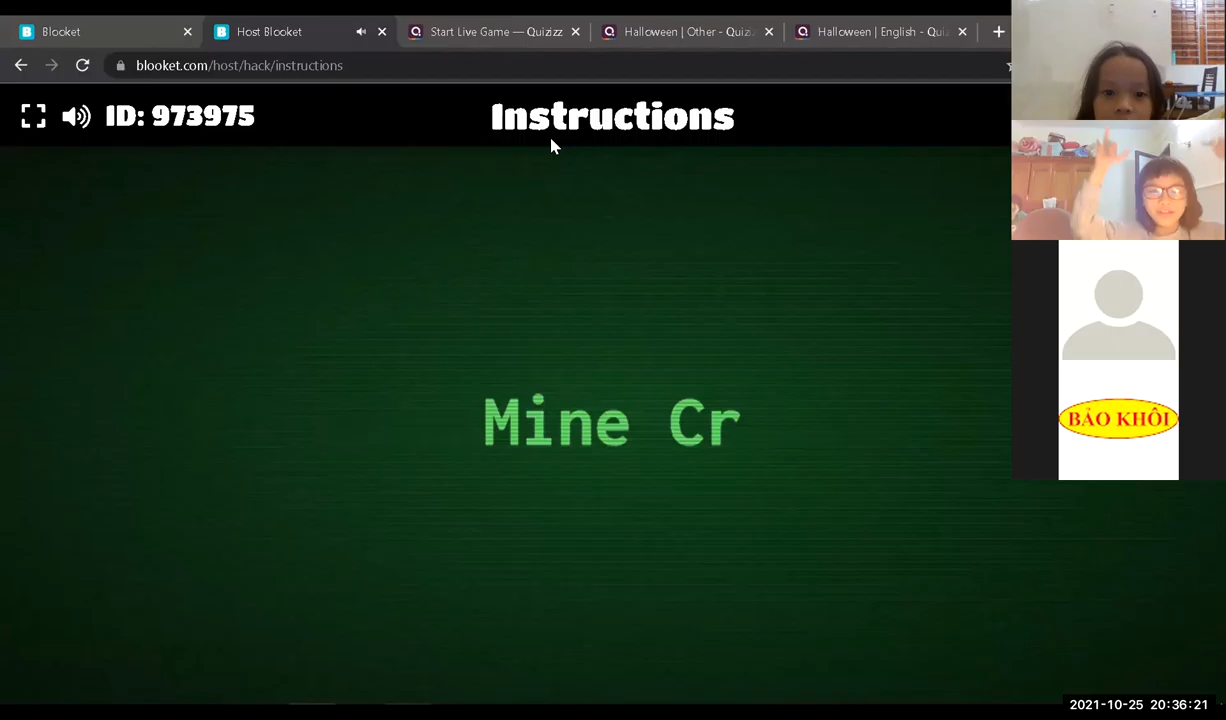 Blooket
Host Blooket
Start Live Game — Quizizz
Halloween | Other - Quiz
Halloween | English - Qui
blooket.com/host/hack/instructions
ID: 973975
Instructions
Mine Cr
BẢO KHÔI
2021-10-25 20:36:21